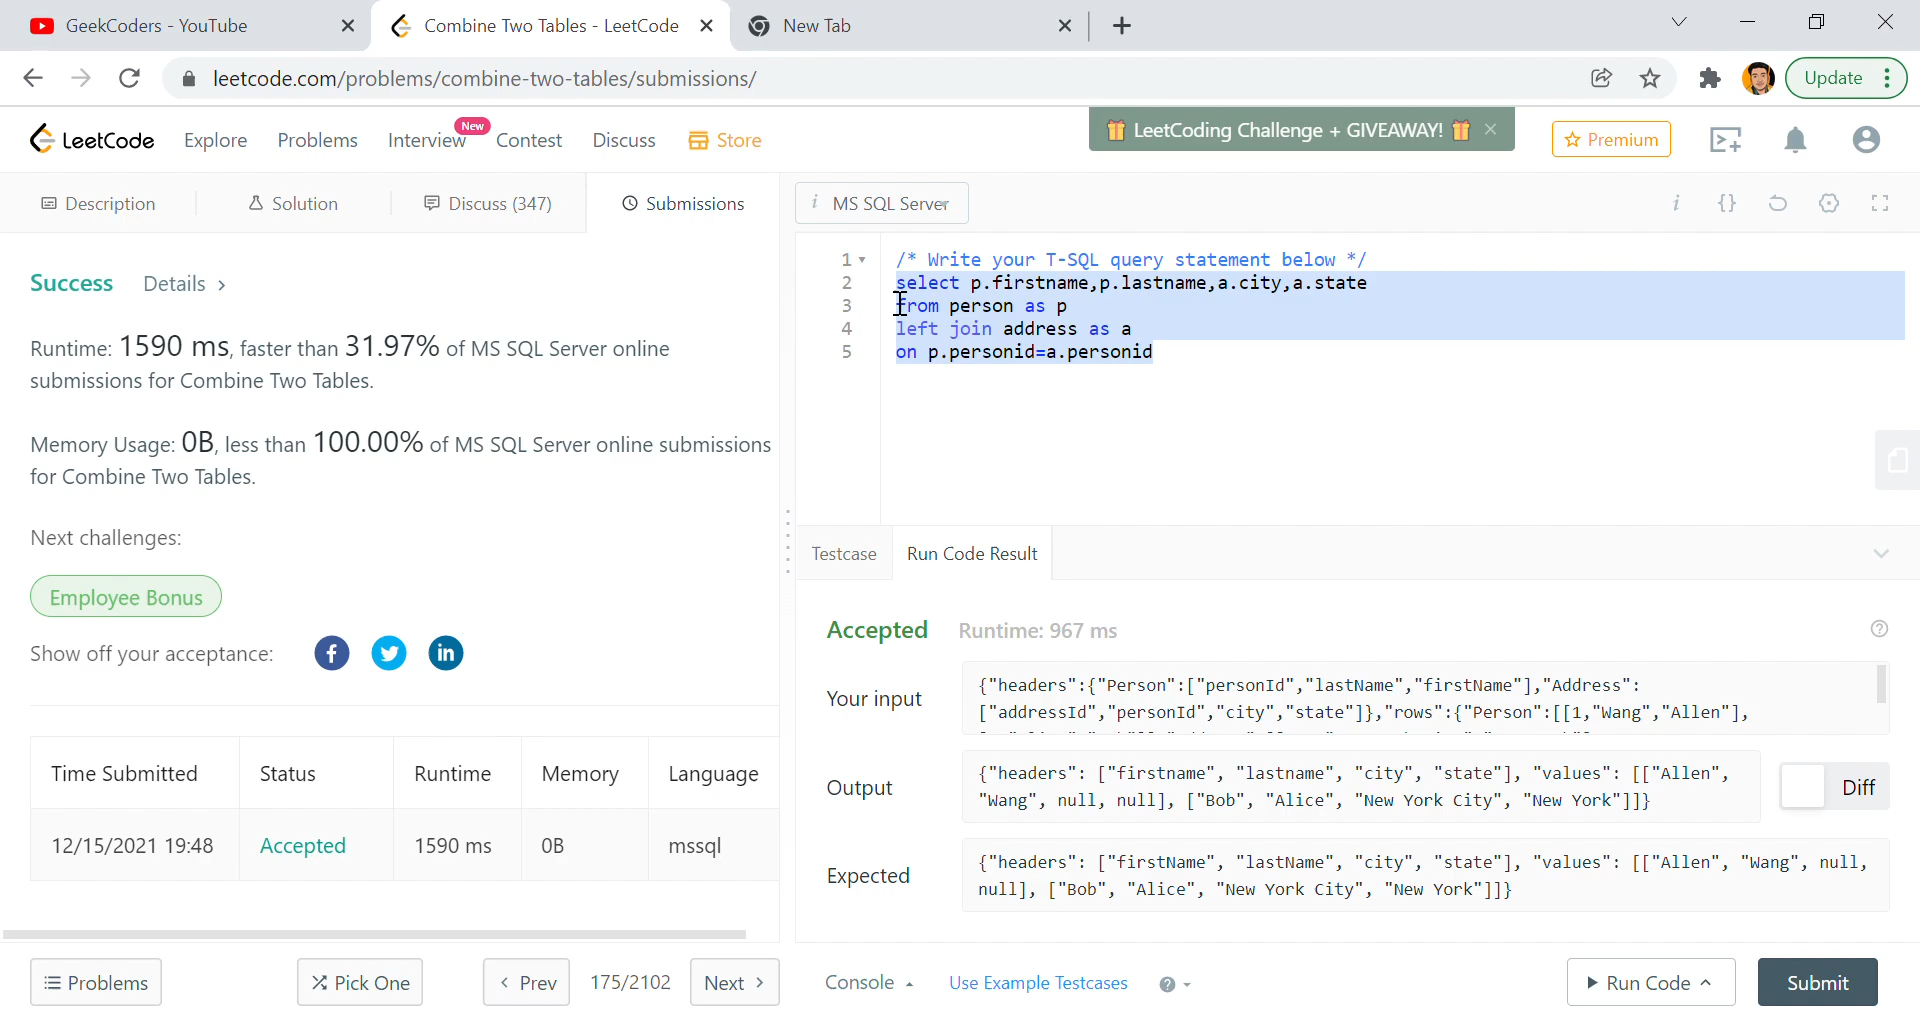 GeekCoders - YouTube
Combine Two Tables - LeetCode
New Tab
leetcode.com/problems/combine-two-tables/submissions/
Update
LeetCode
Explore
Problems
Interview
New
Contest
Discuss
Store
LeetCoding Challenge + GIVEAWAY!
Premium
Description
Solution
Discuss (347)
Submissions
i MS SQL Server
i {}
Success Details >
Runtime: 1590 ms, faster than 31.97% of MS SQL Server online
submissions for Combine Two Tables.
Memory Usage: 0B, less than 100.00% of MS SQL Server online submissions
for Combine Two Tables.
Next challenges:
Employee Bonus
Show off your acceptance:
f
in
Time Submitted Status Runtime Memory Language
12/15/2021 19:48 Accepted 1590 ms 0B mssql
1 /* Write your T-SQL query statement below */
2 select p.firstname,p.lastname,a.city,a.state
3 from person as p
4 left join address as a
5 on p.personid=a.personid
Testcase Run Code Result
Accepted Runtime: 967 ms
?
Your input
{"headers":{"Person":["personId","lastName","firstName"],"Address":
["addressId","personId","city","state"]},"rows":{"Person":[[1,"Wang","Allen"],
Output
{"headers": ["firstname", "lastname", "city", "state"], "values": [["Allen",
"Wang", null, null], ["Bob", "Alice", "New York City", "New York"]]}
Diff
Expected
{"headers": ["firstName", "lastName", "city", "state"], "values": [["Allen", "Wang", null,
null], ["Bob", "Alice", "New York City", "New York"]]}
Problems
Pick One
< Prev
175/2102
Next >
Console
Use Example Testcases
?
Run Code
Submit